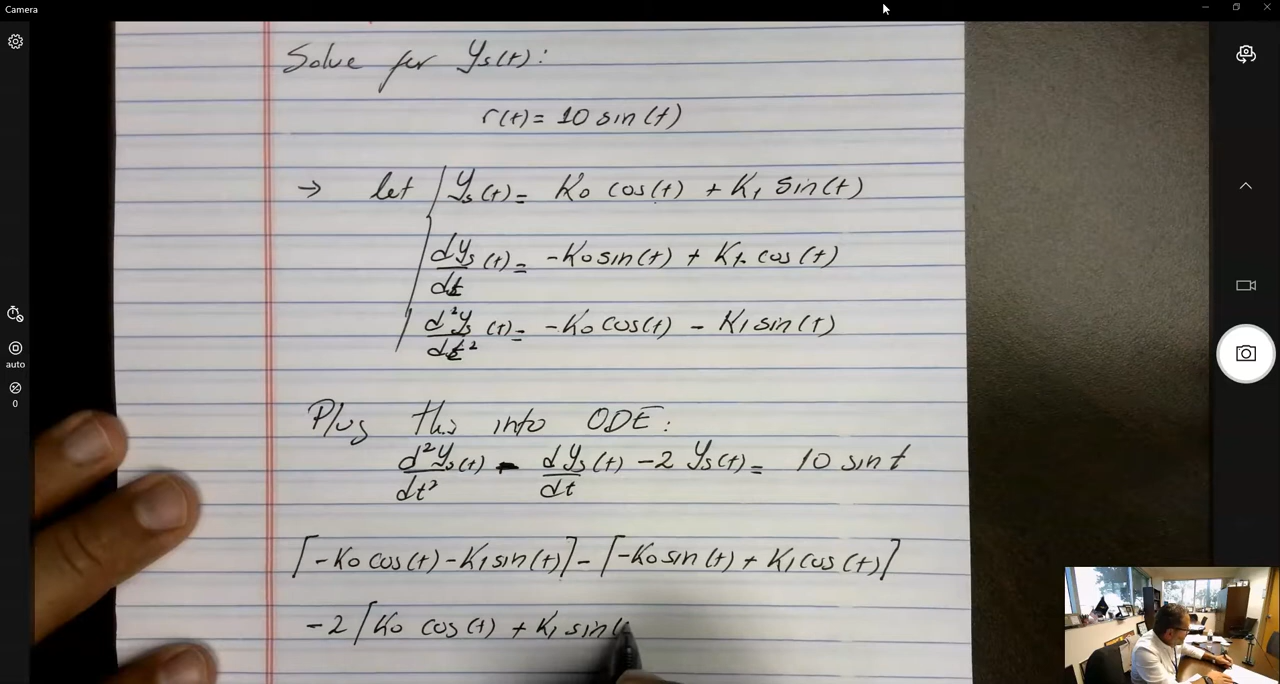 Camera
Solve for Ys(t):
r(t) = 10 sin(t)
→ let Ys(t) = K0 cos(t) + K1 sin(t)
dYs/dt (t) = -K0 sin(t) + K1 cos(t)
d²Ys/dt² (t) = -K0 cos(t) - K1 sin(t)
Plug this into ODE:
d²Ys(t)/dt² - dYs(t)/dt - 2 Ys(t) = 10 sin t
[-K0 cos(t) - K1 sin(t)] - [-K0 sin(t) + K1 cos(t)]
-2 [K0 cos(t) + K1 sin(
auto
0